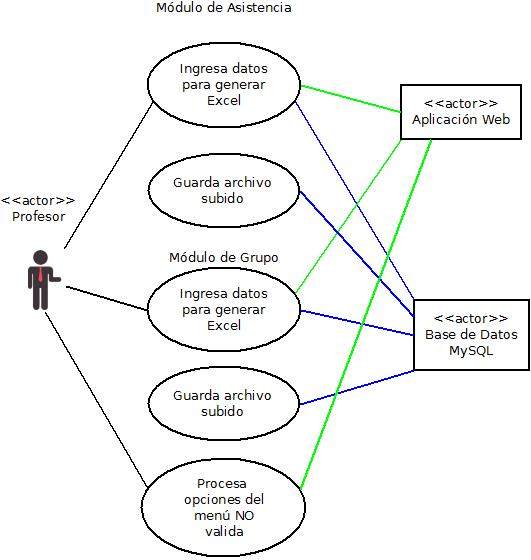 Módulo de Asistencia
Ingresa datos
para generar
Excel
<<actor>>
Aplicación Web
Guarda archivo
subido
<<actor>>
Profesor
Módulo de Grupo
Ingresa datos
para generar
Excel
<<actor>>
Base de Datos
MySQL
Guarda archivo
subido
Procesa
opciones del
menú NO
valida